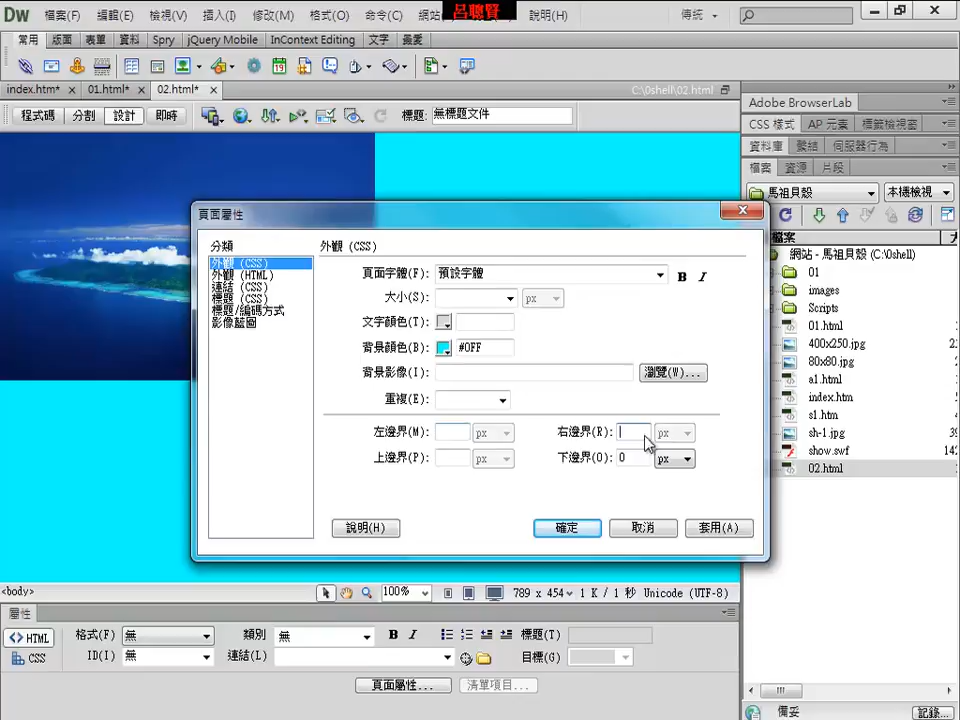 Dw 檔案(F) 編輯(E) 檢視(V) 插入(I) 修改(M) 格式(O) 命令(C) 網站 呂聰賢 說明(H) 傳統
常用 版面 表單 資料 Spry jQuery Mobile InContext Editing 文字 最愛
index.htm* 01.html* 02.html* C:\0shell\02.html
程式碼 分割 設計 即時 標題: 無標題文件
Adobe BrowserLab
CSS 樣式 AP 元素 標籤檢視窗
資料庫 繫結 伺服器行為
檔案 資源 片段
馬祖貝殼 本機檢視
檔案
網站 - 馬祖貝殼 (C:\0shell)
01
images
Scripts
01.html
400x250.jpg
80x80.jpg
a1.html
index.htm
s1.htm
sh-1.jpg
show.swf
02.html
頁面屬性
分類
外觀 (CSS)
外觀 (HTML)
連結 (CSS)
標題 (CSS)
標題/編碼方式
影像藍圖
外觀 (CSS)
頁面字體(F): 預設字體 B I
大小(S): px
文字顏色(T):
背景顏色(B): #0FF
背景影像(I): 瀏覽(W)...
重複(E):
左邊界(M): px 右邊界(R): px
上邊界(P): px 下邊界(O): 0 px
說明(H) 確定 取消 套用(A)
<body> 100% 789 x 454 1 K / 1 秒 Unicode (UTF-8)
屬性
<> HTML 格式(F) 無 類別 無 B I 標題(T)
CSS ID(I) 無 連結(L) 目標(G)
頁面屬性... 清單項目...
備妥 記錄...